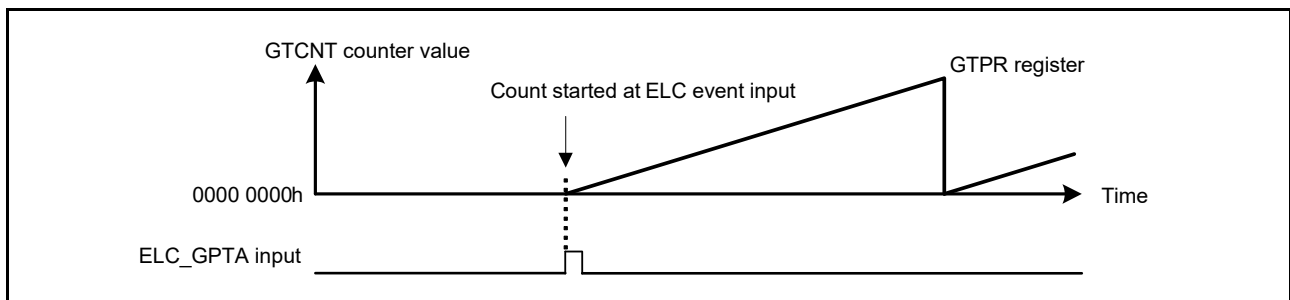 GTCNT counter value
GTPR register
Count started at ELC event input
0000 0000h
Time
ELC_GPTA input